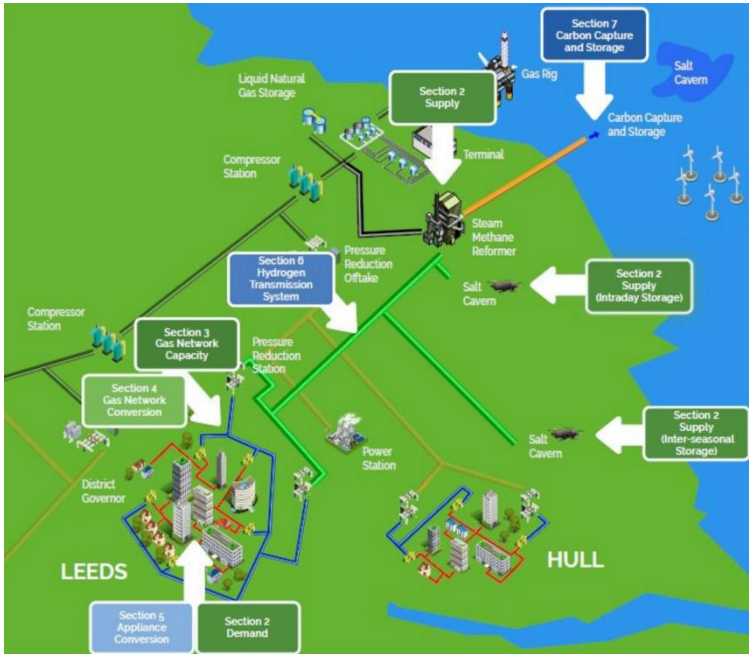 Section 7
Carbon Capture
and Storage
Salt
Cavern
Gas Rig
Liquid Natural
Gas Storage
Section 2
Supply
Carbon Capture
and Storage
Terminal
Compressor
Station
Steam
Methane
Reformer
Pressure
Reduction
Offtake
Section 6
Hydrogen
Transmission
System
Salt
Cavern
Section 2
Supply
(Intraday Storage)
Compressor
Station
Section 3
Gas Network
Capacity
Pressure
Reduction
Station
Section 4
Gas Network
Conversion
Power
Station
Salt
Cavern
Section 2
Supply
(Inter-seasonal
Storage)
District
Governor
LEEDS
HULL
Section 5
Appliance
Conversion
Section 2
Demand